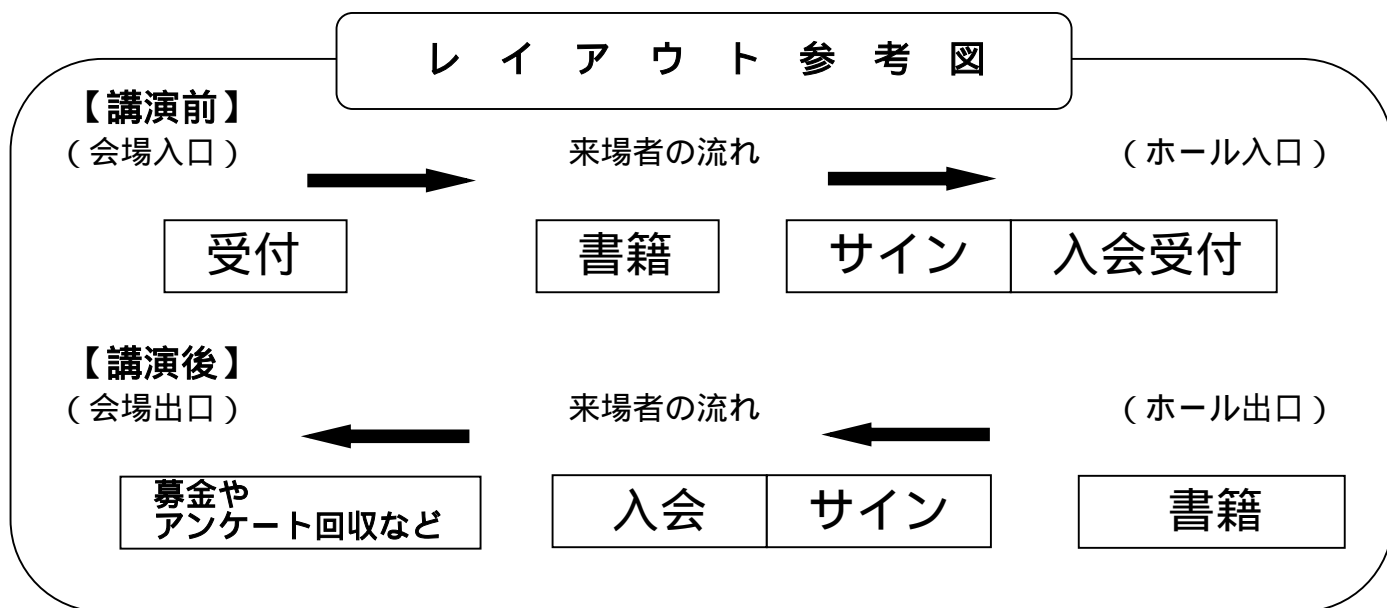 レイアウト参考図
【講演前】
（会場入口） 来場者の流れ （ホール入口）
受付 書籍 サイン 入会受付
【講演後】
（会場出口） 来場者の流れ （ホール出口）
募金や
アンケート回収など 入会 サイン 書籍